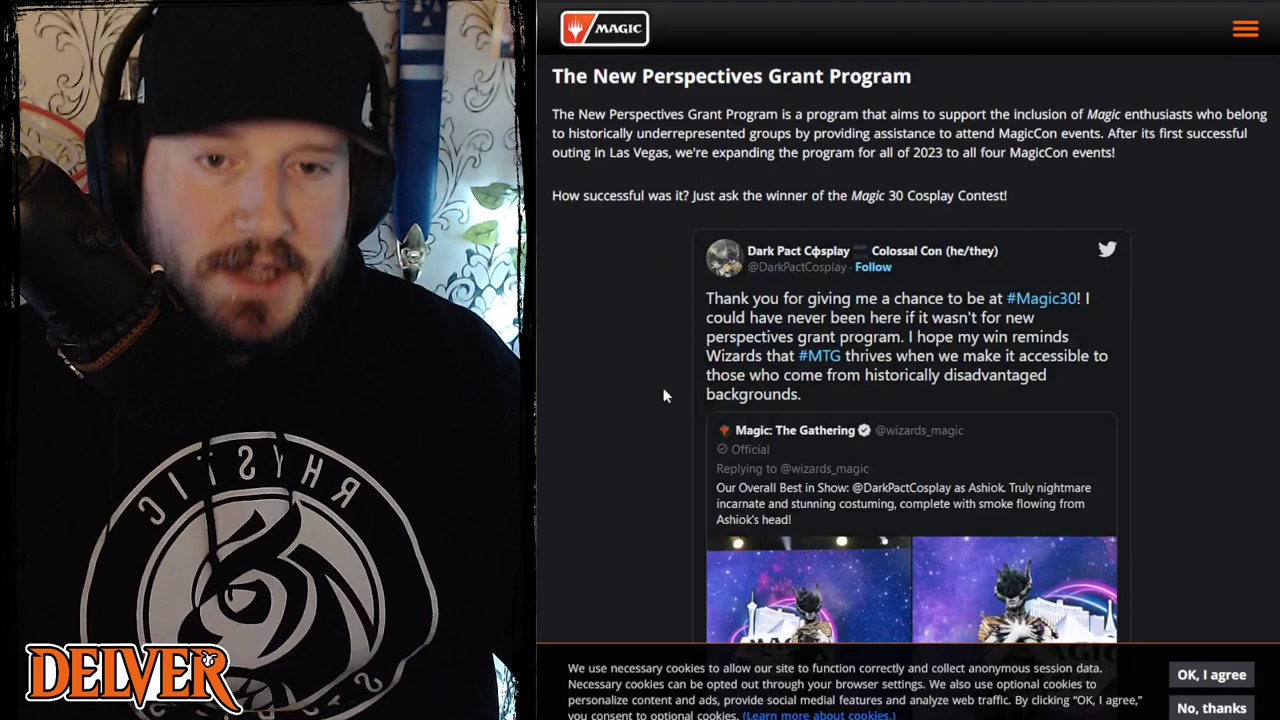 MAGIC
The New Perspectives Grant Program
The New Perspectives Grant Program is a program that aims to support the inclusion of Magic enthusiasts who belong
to historically underrepresented groups by providing assistance to attend MagicCon events. After its first successful
outing in Las Vegas, we're expanding the program for all of 2023 to all four MagicCon events!
How successful was it? Just ask the winner of the Magic 30 Cosplay Contest!
Dark Pact Cφsplay Colossal Con (he/they)
@DarkPactCosplay · Follow
Thank you for giving me a chance to be at #Magic30! I
could have never been here if it wasn't for new
perspectives grant program. I hope my win reminds
Wizards that #MTG thrives when we make it accessible to
those who come from historically disadvantaged
backgrounds.
Magic: The Gathering @wizards_magic
Official
Replying to @wizards_magic
Our Overall Best in Show: @DarkPactCosplay as Ashiok. Truly nightmare
incarnate and stunning costuming, complete with smoke flowing from
Ashiok's head!
We use necessary cookies to allow our site to function correctly and collect anonymous session data.
Necessary cookies can be opted out through your browser settings. We also use optional cookies to
personalize content and ads, provide social medial features and analyze web traffic. By clicking "OK, I agree,"
you consent to optional cookies. (Learn more about cookies.)
OK, I agree
No, thanks
RHYSTIC
DELVER